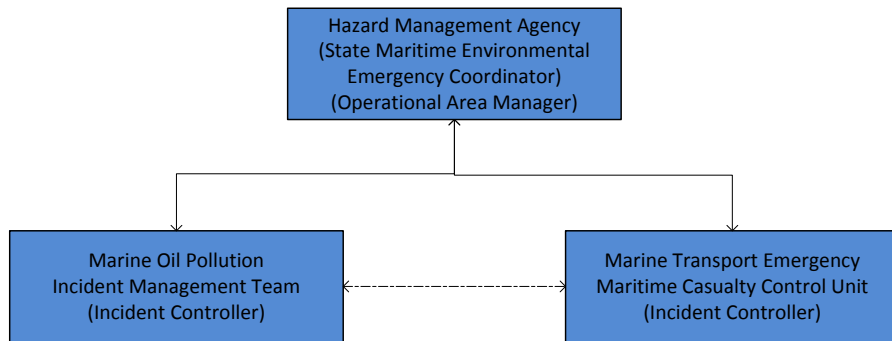 Hazard Management Agency
(State Maritime Environmental
Emergency Coordinator)
(Operational Area Manager)
Marine Oil Pollution
Incident Management Team
(Incident Controller)
Marine Transport Emergency
Maritime Casualty Control Unit
(Incident Controller)